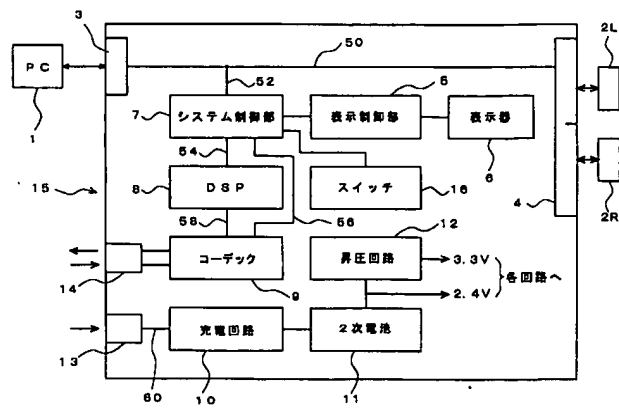 3
50
2L
PC
1
52
6
7
システム制御部
表示制御部
表示器
54
6
15
8
DSP
スイッチ
16
4
2R
58
56
12
14
コーデック
昇圧回路
3.3V
各回路へ
9
2.4V
13
充電回路
2次電池
60
10
11